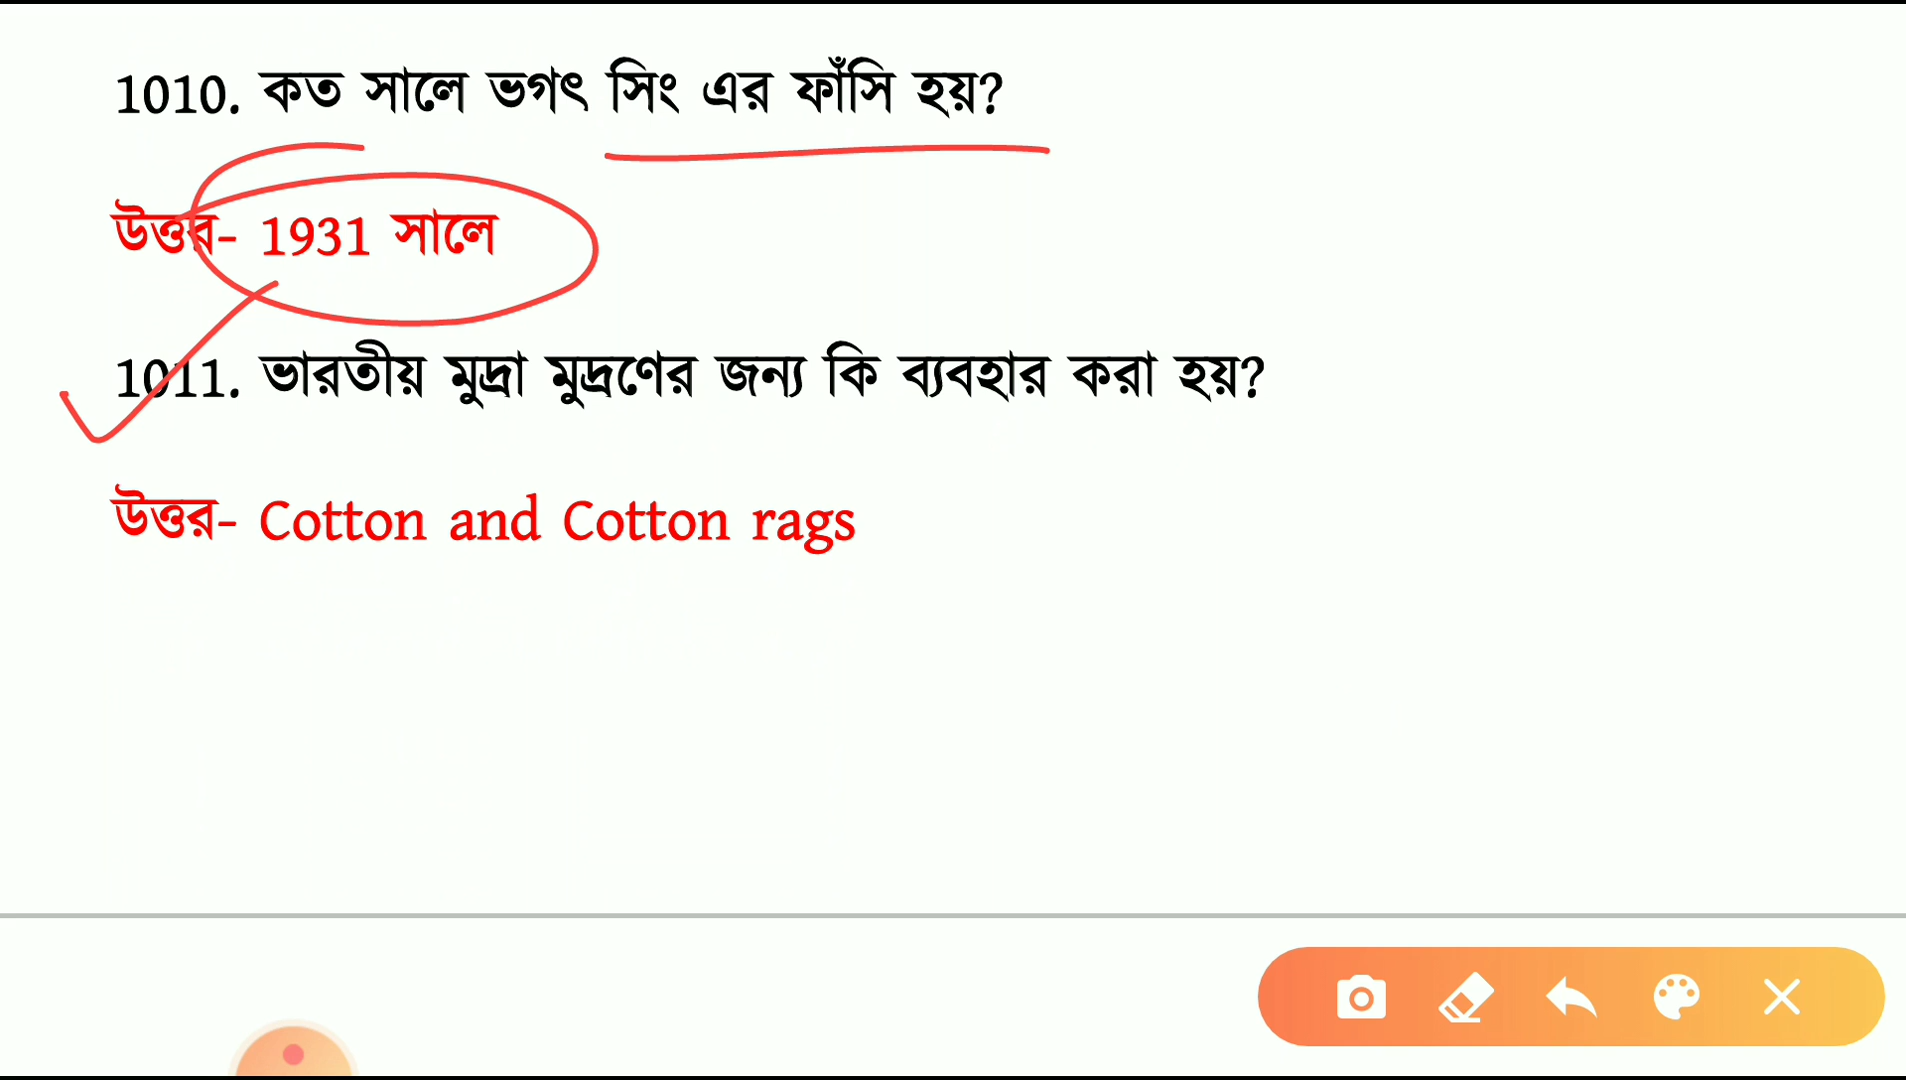 1010. কত সালে ভগৎ সিং এর ফাঁসি হয়?
উত্তর- 1931 সালে
1011. ভারতীয় মুদ্রা মুদ্রণের জন্য কি ব্যবহার করা হয়?
উত্তর- Cotton and Cotton rags